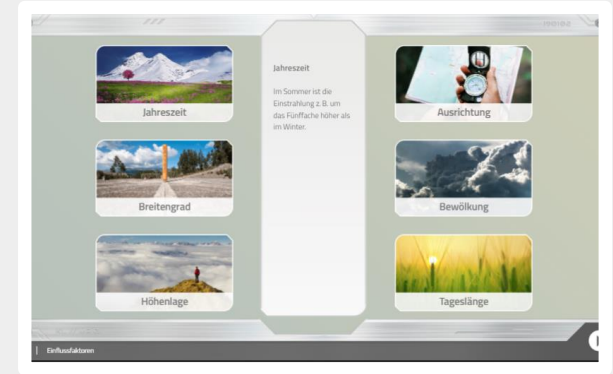 Jahreszeit
Breitengrad
Höhenlage
Jahreszeit
Im Sommer ist die
Einstrahlung z. B. um
das Fünffache höher als
im Winter.
Ausrichtung
Bewölkung
Tageslänge
Einflussfaktoren